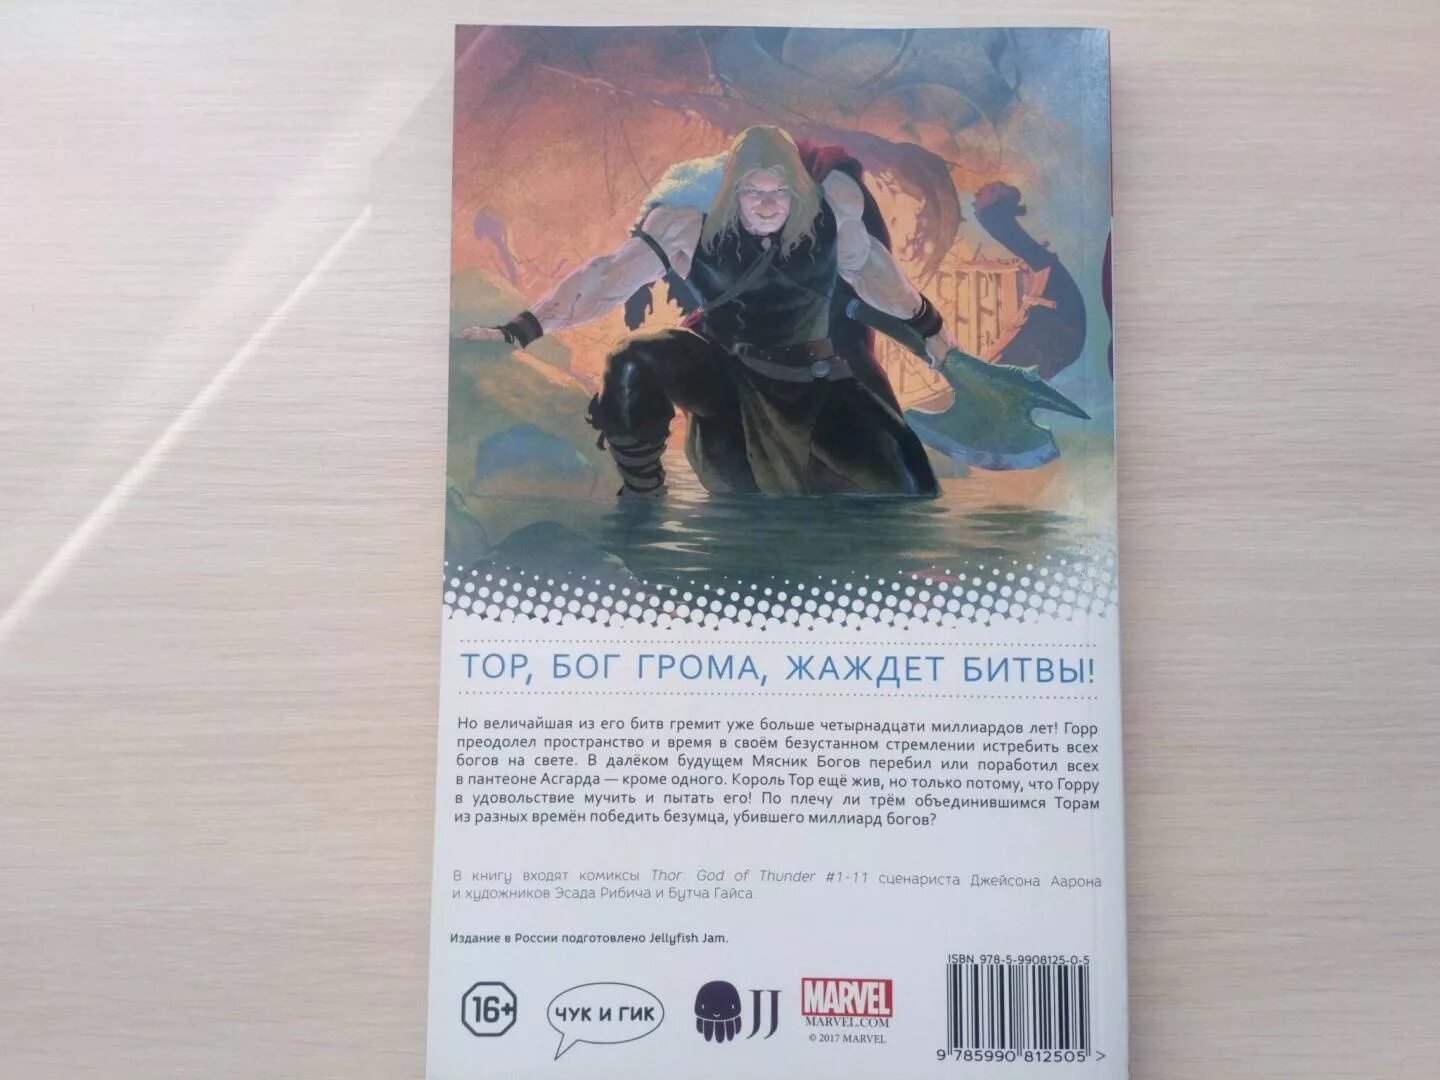 ТОР, БОГ ГРОМА, ЖАЖДЕТ БИТВЫ!
Но величайшая из его битв гремит уже больше четырнадцати миллиардов лет! Горр
преодолел пространство и время в своём безустанном стремлении истребить всех
богов на свете. В далёком будущем Мясник Богов перебил или поработил всех
в пантеоне Асгарда — кроме одного. Король Тор ещё жив, но только потому, что Горру
в удовольствие мучить и пытать его! По плечу ли трём объединившимся Торам
из разных времён победить безумца, убившего миллиард богов?
В книгу входят комиксы Thor: God of Thunder #1-11 сценариста Джейсона Аарона
и художников Эсада Рибича и Бутча Гайса.
Издание в России подготовлено Jellyfish Jam.
ISBN 978-5-9908125-0-5
16+
ЧУК И ГИК
JJ
MARVEL
MARVEL.COM
© 2017 MARVEL
9 785990 812505 >